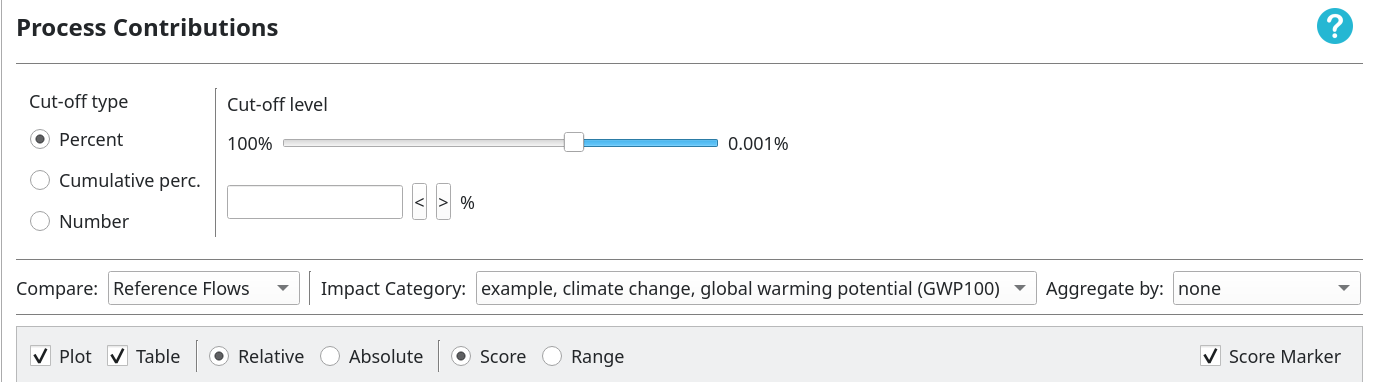 Process Contributions
?
Cut-off type
Percent
Cumulative perc.
Number
Cut-off level
100% 0.001%
< > %
Compare: Reference Flows Impact Category: example, climate change, global warming potential (GWP100) Aggregate by: none
Plot Table Relative Absolute Score Range Score Marker